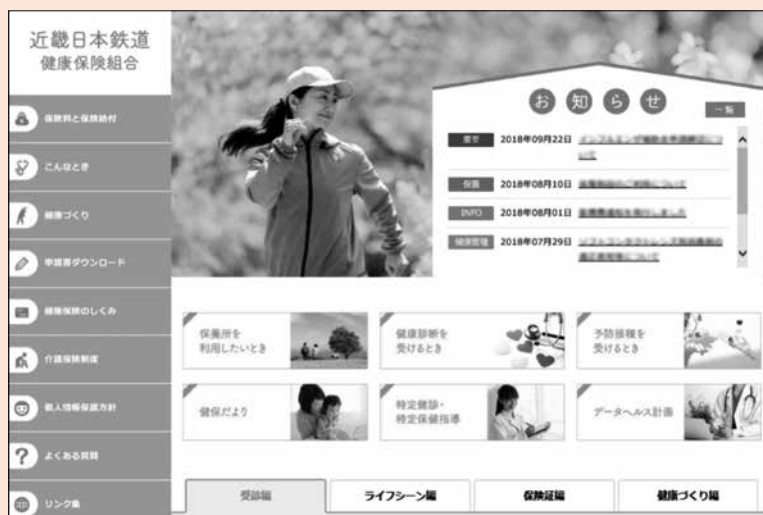 近畿日本鉄道
健康保険組合
保険料と保険給付
こんなとき
健康づくり
申請書ダウンロード
健康保険のしくみ
介護保険制度
個人情報保護方針
よくある質問
リンク集
お知らせ
一覧
重要 2018年09月22日
保養 2018年08月10日
INFO 2018年08月01日
健康管理 2018年07月29日
保養所を
利用したいとき
健康診断を
受けるとき
予防接種を
受けるとき
健保だより
特定健診・
特定保健指導
データヘルス計画
受診編
ライフシーン編
保険証編
健康づくり編